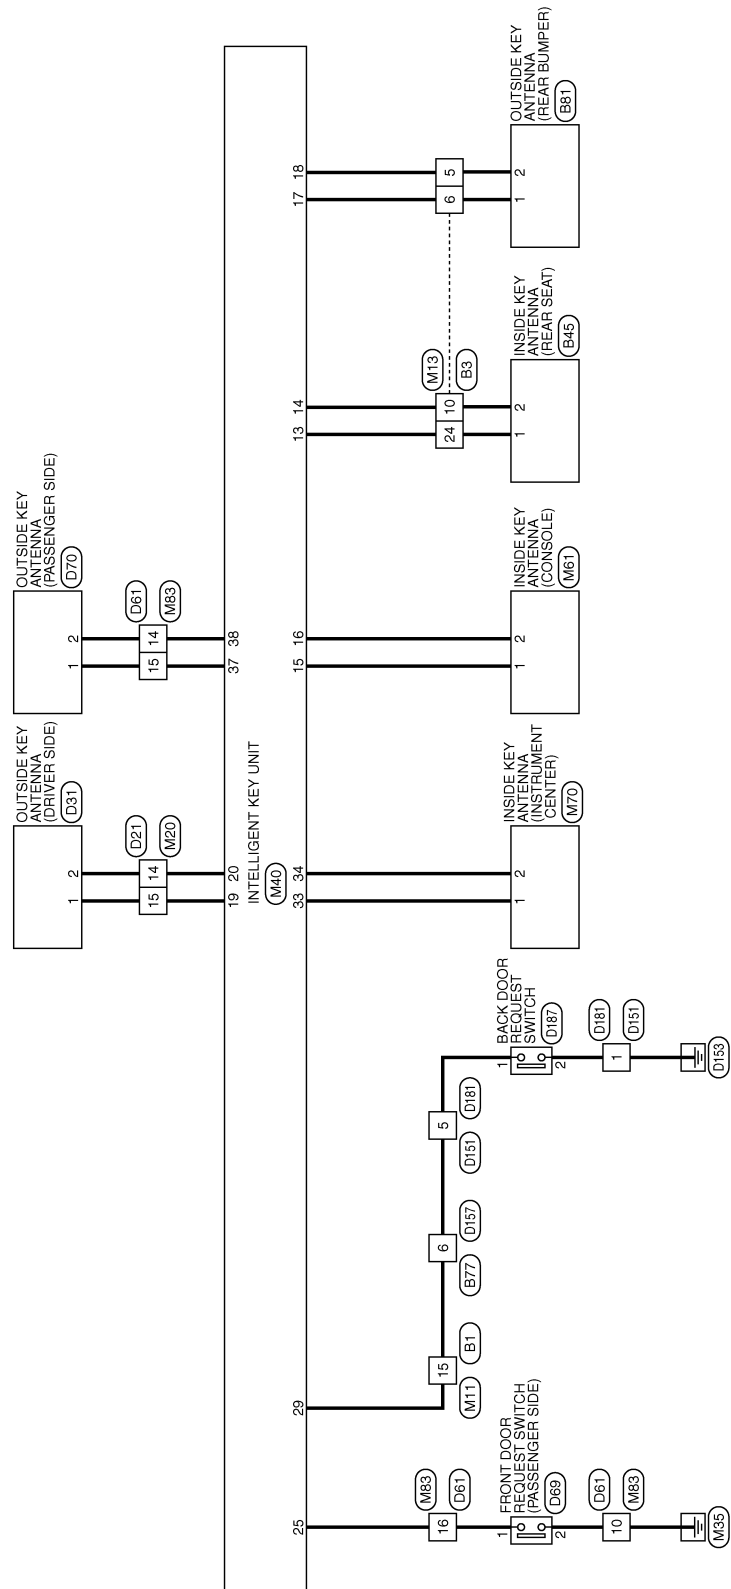 OUTSIDE KEY
ANTENNA
(DRIVER SIDE)
D31
1
2
15
14
D21
M20
19
20
OUTSIDE KEY
ANTENNA
(PASSENGER SIDE)
D70
1
2
15
14
D61
M83
37
38
INTELLIGENT KEY UNIT
M40
25
29
33
34
15
16
13
14
17
18
M83
D61
16
1
FRONT DOOR
REQUEST SWITCH
(PASSENGER SIDE)
D69
2
10
D61
M83
M35
15
M11
B1
6
B77
D157
5
D151
D181
1
BACK DOOR
REQUEST
SWITCH
D187
2
1
D181
D151
D153
INSIDE KEY
ANTENNA
(INSTRUMENT
CENTER)
M70
1
2
INSIDE KEY
ANTENNA
(CONSOLE)
M61
1
2
24
10
M13
B3
INSIDE KEY
ANTENNA
(REAR SEAT)
B45
1
2
6
5
OUTSIDE KEY
ANTENNA
(REAR BUMPER)
B81
1
2